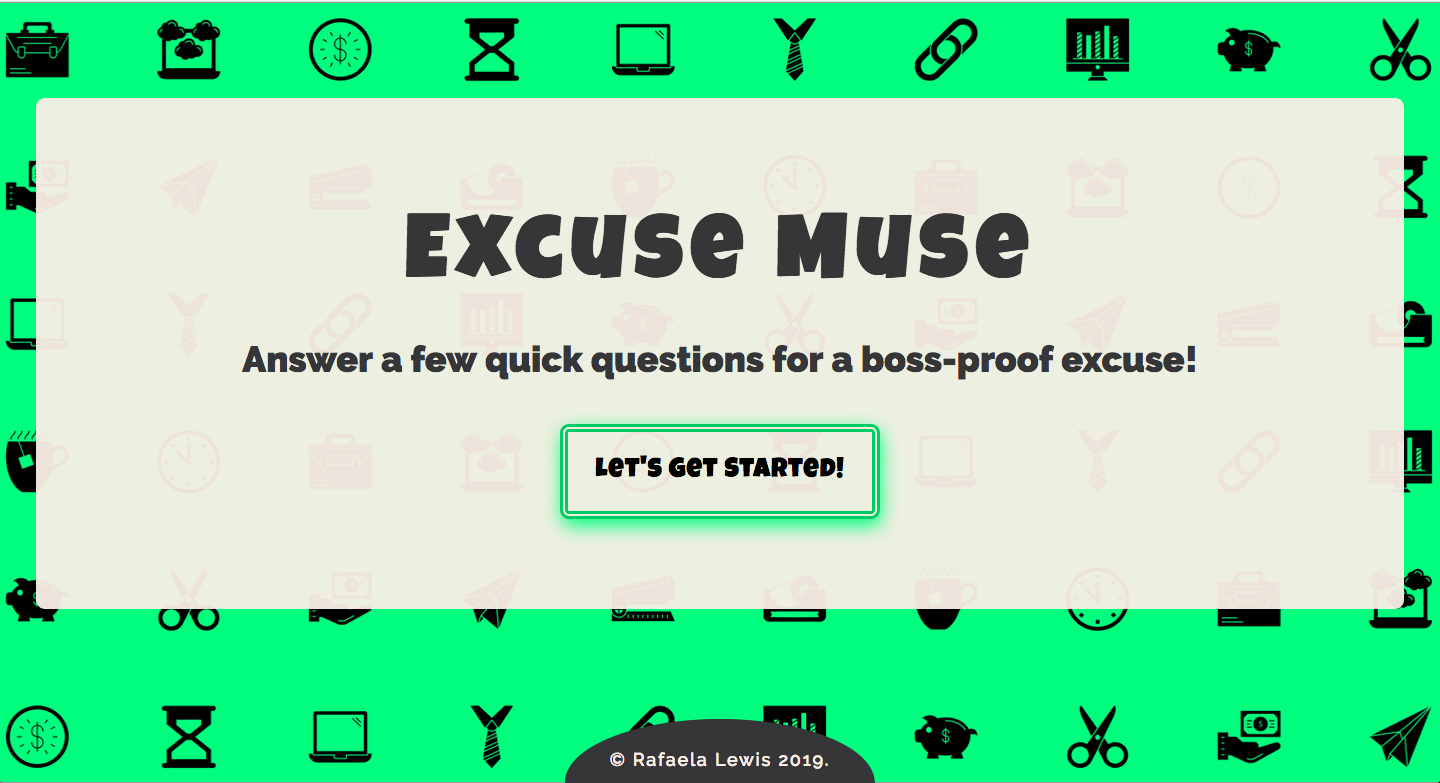 Excuse Muse
Answer a few quick questions for a boss-proof excuse!
Let's Get Started!
© Rafaela Lewis 2019.